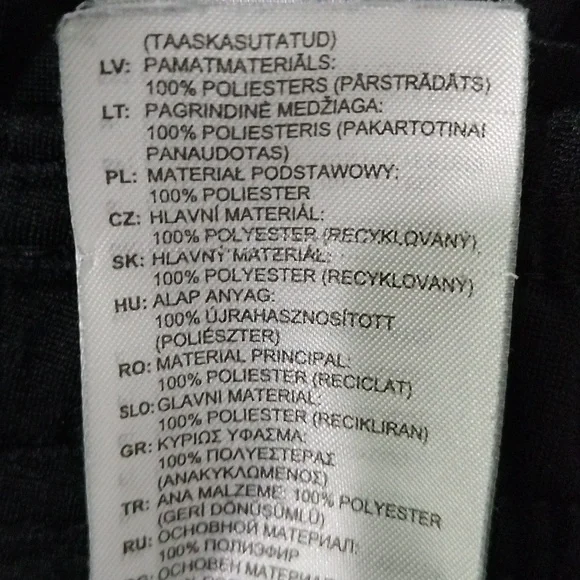 (TAASKASUTATUD)
LV: PAMATMATERIĀLS:
100% POLIESTERS (PĀRSTRĀDĀTS)
LT: PAGRINDINĖ MEDŽIAGA:
100% POLIESTERIS (PAKARTOTINAI
PANAUDOTAS)
PL: MATERIAŁ PODSTAWOWY:
100% POLIESTER
CZ: HLAVNÍ MATERIÁL:
100% POLYESTER (RECYKLOVANÝ)
SK: HLAVNÝ MATERIÁL:
100% POLYESTER (RECYKLOVANÝ)
HU: ALAP ANYAG:
100% ÚJRAHASZNOSÍTOTT
(POLIÉSZTER)
RO: MATERIAL PRINCIPAL:
100% POLIESTER (RECICLAT)
SLO: GLAVNI MATERIAL:
100% POLIESTER (RECIKLIRAN)
GR: ΚΥΡΙΩΣ ΥΦΑΣΜΑ:
100% ΠΟΛΥΕΣΤΕΡΑΣ
(ΑΝΑΚΥΚΛΩΜΕΝΟΣ)
TR: ANA MALZEME: 100% POLYESTER
(GERİ DÖNÜŞÜMLÜ)
RU: ОСНОВНОЙ МАТЕРИАЛ:
100% ПОЛИЭФИР
ОСНОВЕН МАТЕРИАЛ: